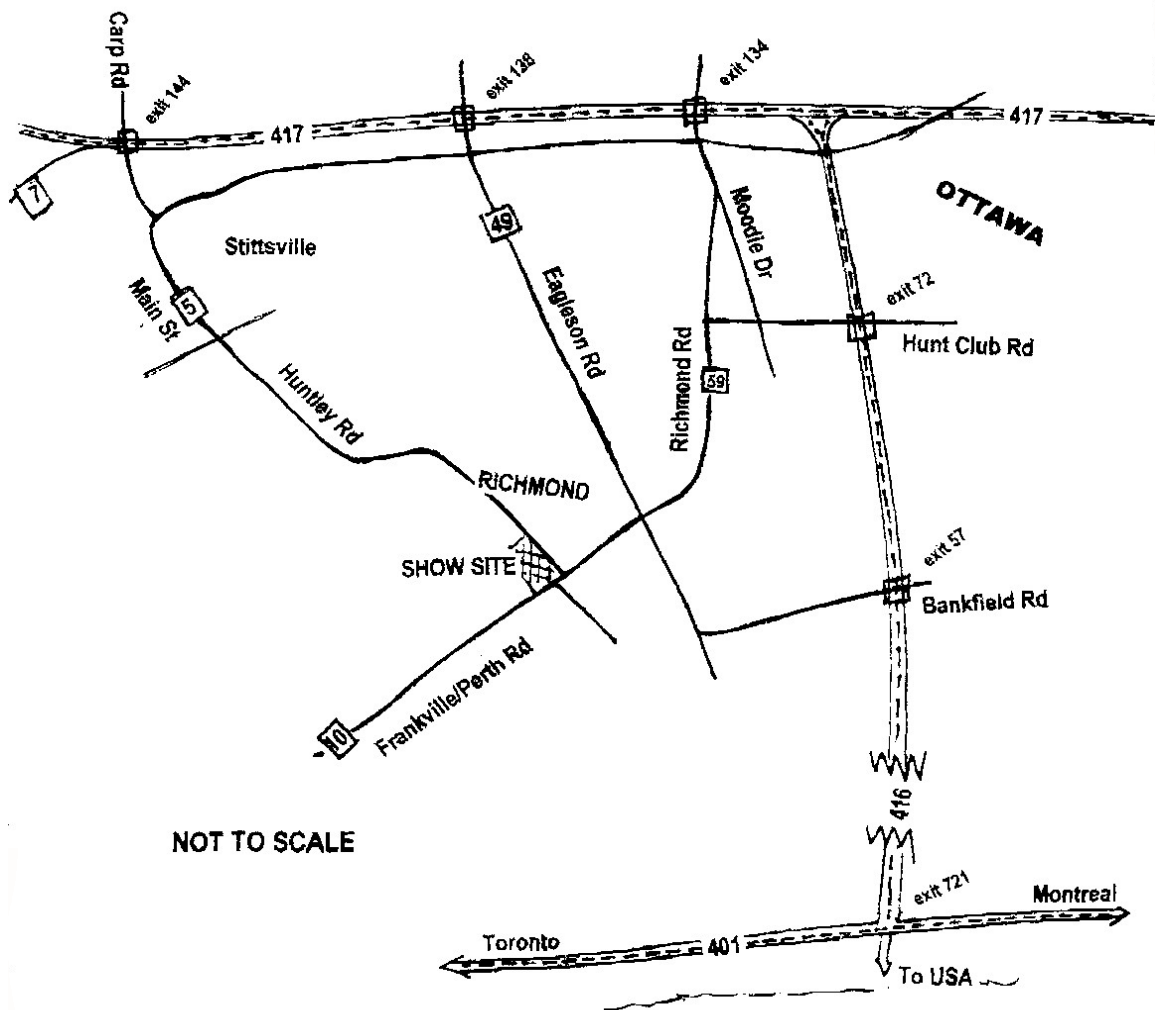 Carp Rd
exit 144
exit 138
exit 134
417
417
7
OTTAWA
49
Moodie Dr
Stittsville
exit 72
Main St
5
Eagleson Rd
Hunt Club Rd
Huntley Rd
Richmond Rd
59
RICHMOND
exit 57
SHOW SITE
Bankfield Rd
Frankville/Perth Rd
10
416
NOT TO SCALE
exit 721
Montreal
Toronto
401
To USA